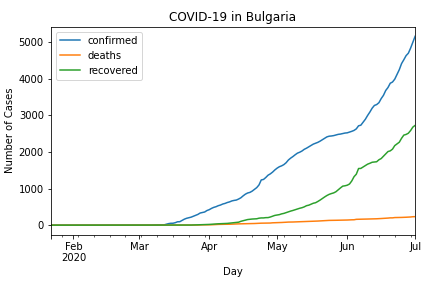 COVID-19 in Bulgaria
confirmed
deaths
recovered
Number of Cases
5000
4000
3000
2000
1000
0
Feb
2020
Mar
Apr
May
Jun
Jul
Day